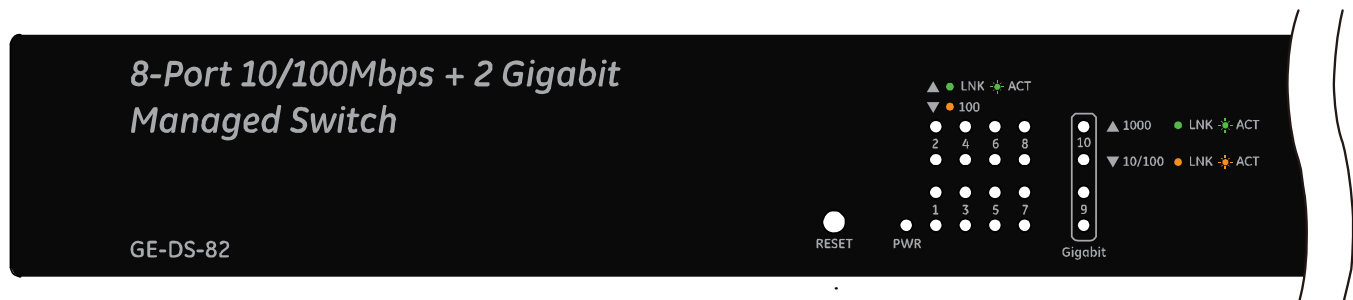 8-Port 10/100Mbps + 2 Gigabit
Managed Switch
LNK ACT
100
2 4 6 8
10
1000 LNK ACT
10/100 LNK ACT
1 3 5 7
9
RESET
PWR
Gigabit
GE-DS-82